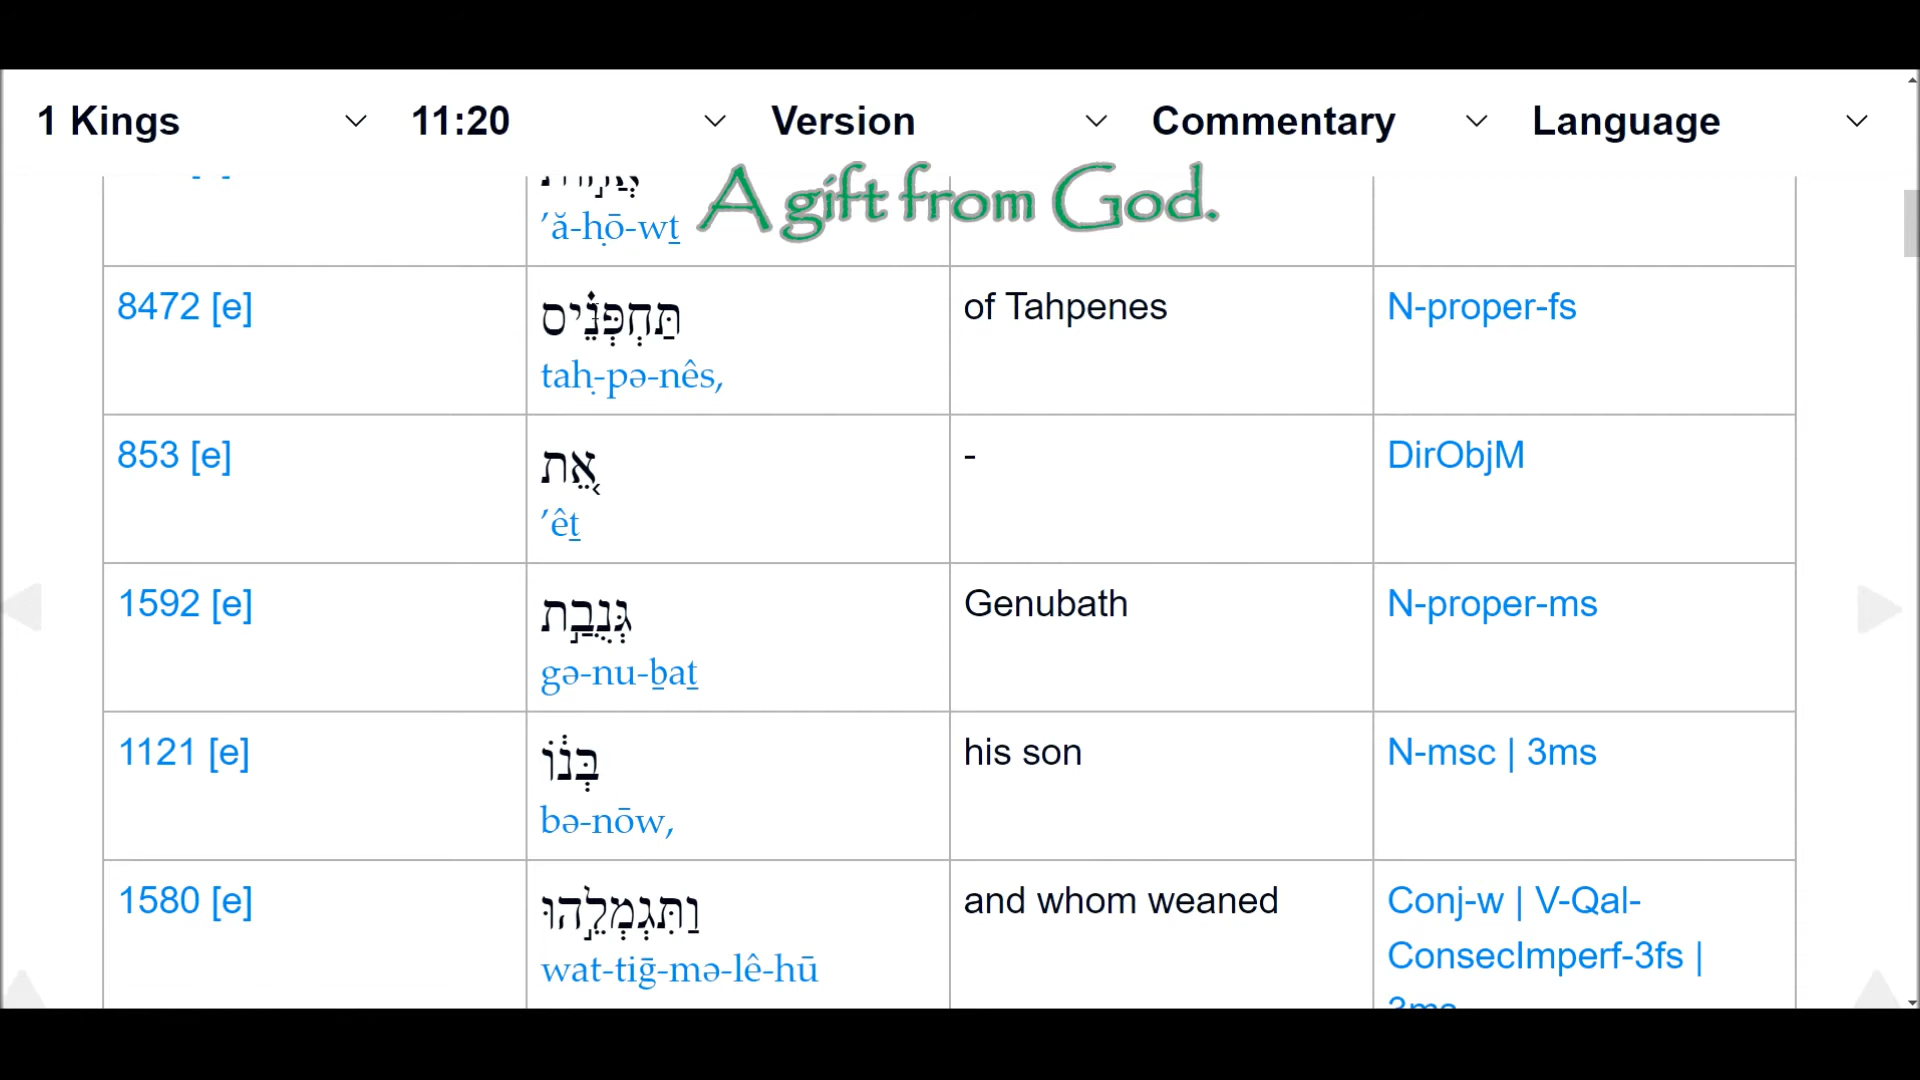 1 Kings 11:20 Version Commentary Language
A gift from God.
’ă-ḥō-wṯ
8472 [e] תַּחְפְּנֵ֗יס of Tahpenes N-proper-fs
taḥ-pə-nês,
853 [e] אֵ֚ת - DirObjM
’êṯ
1592 [e] גְּנֻבַ֣ת Genubath N-proper-ms
gə-nu-ḇaṯ
1121 [e] בְּנ֔וֹ his son N-msc | 3ms
bə-nōw,
1580 [e] וַתִּגְמְלֵ֣הוּ and whom weaned Conj-w | V-Qal-
wat-tiḡ-mə-lê-hū ConsecImperf-3fs |
3ms